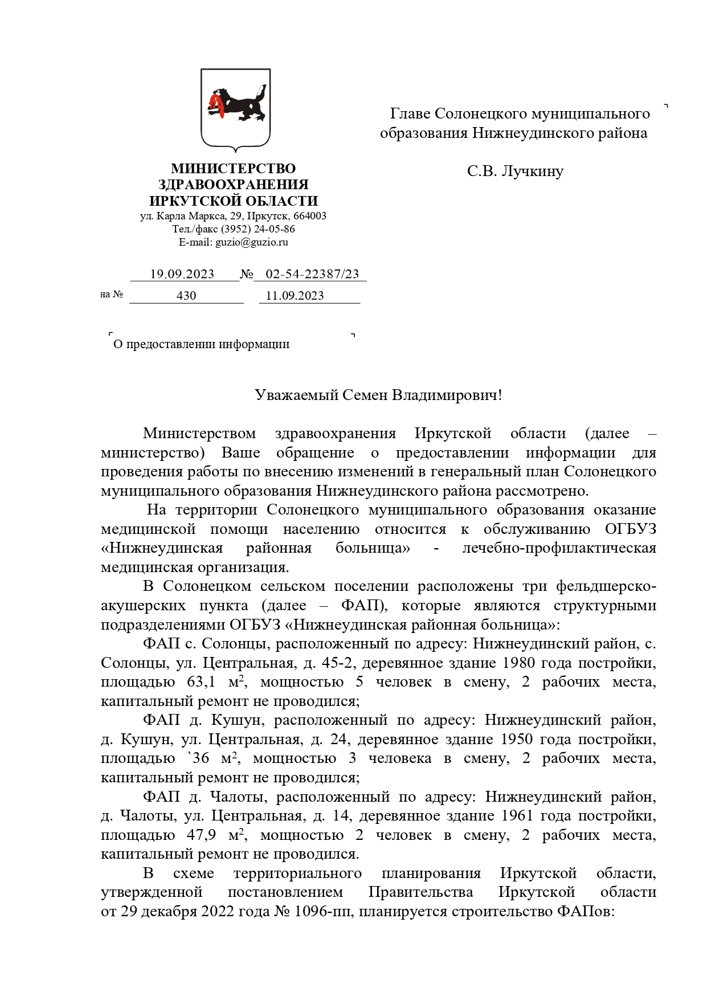 Главе Солонецкого муниципального
образования Нижнеудинского района
С.В. Лучкину
МИНИСТЕРСТВО
ЗДРАВООХРАНЕНИЯ
ИРКУТСКОЙ ОБЛАСТИ
ул. Карла Маркса, 29, Иркутск, 664003
Тел./факс (3952) 24-05-86
E-mail: guzio@guzio.ru
19.09.2023 № 02-54-22387/23
на № 430 11.09.2023
О предоставлении информации
Уважаемый Семен Владимирович!
Министерством здравоохранения Иркутской области (далее –
министерство) Ваше обращение о предоставлении информации для
проведения работы по внесению изменений в генеральный план Солонецкого
муниципального образования Нижнеудинского района рассмотрено.
На территории Солонецкого муниципального образования оказание
медицинской помощи населению относится к обслуживанию ОГБУЗ
«Нижнеудинская районная больница» - лечебно-профилактическая
медицинская организация.
В Солонецком сельском поселении расположены три фельдшерско-
акушерских пункта (далее – ФАП), которые являются структурными
подразделениями ОГБУЗ «Нижнеудинская районная больница»:
ФАП с. Солонцы, расположенный по адресу: Нижнеудинский район, с.
Солонцы, ул. Центральная, д. 45-2, деревянное здание 1980 года постройки,
площадью 63,1 м², мощностью 5 человек в смену, 2 рабочих места,
капитальный ремонт не проводился;
ФАП д. Кушун, расположенный по адресу: Нижнеудинский район,
д. Кушун, ул. Центральная, д. 24, деревянное здание 1950 года постройки,
площадью `36 м², мощностью 3 человека в смену, 2 рабочих места,
капитальный ремонт не проводился;
ФАП д. Чалоты, расположенный по адресу: Нижнеудинский район,
д. Чалоты, ул. Центральная, д. 14, деревянное здание 1961 года постройки,
площадью 47,9 м², мощностью 2 человек в смену, 2 рабочих места,
капитальный ремонт не проводился.
В схеме территориального планирования Иркутской области,
утвержденной постановлением Правительства Иркутской области
от 29 декабря 2022 года № 1096-пп, планируется строительство ФАПов: